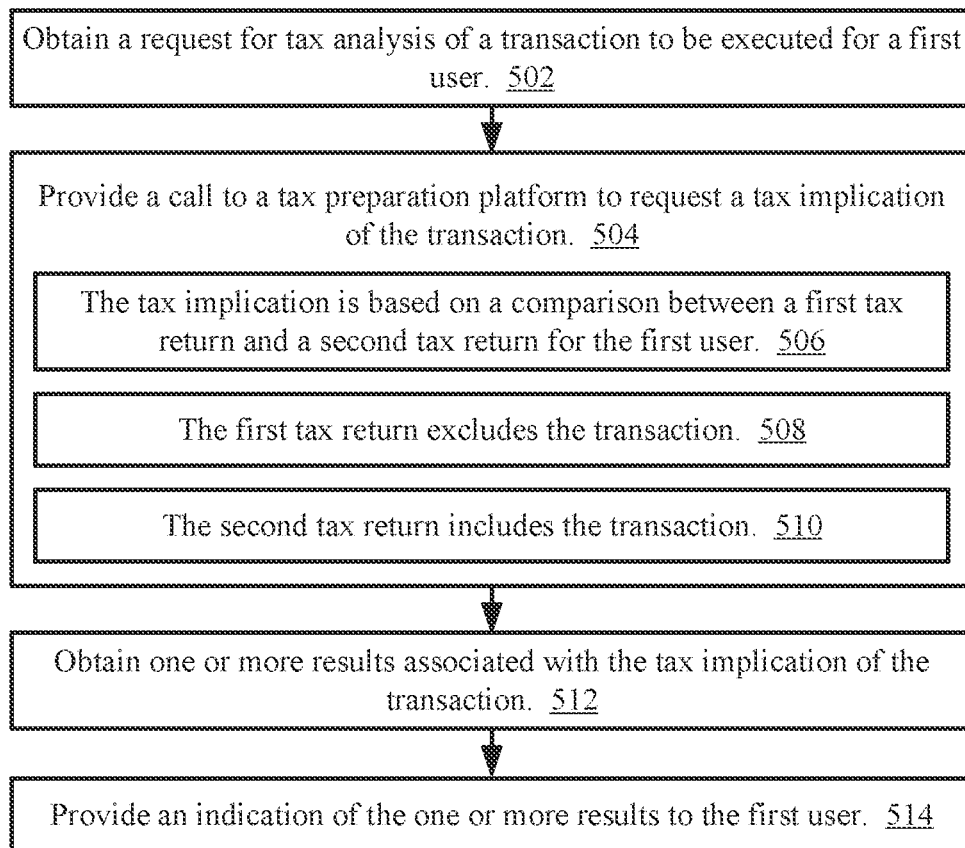 Obtain a request for tax analysis of a transaction to be executed for a first
user. 502
Provide a call to a tax preparation platform to request a tax implication
of the transaction. 504
The tax implication is based on a comparison between a first tax
return and a second tax return for the first user. 506
The first tax return excludes the transaction. 508
The second tax return includes the transaction. 510
Obtain one or more results associated with the tax implication of the
transaction. 512
Provide an indication of the one or more results to the first user. 514